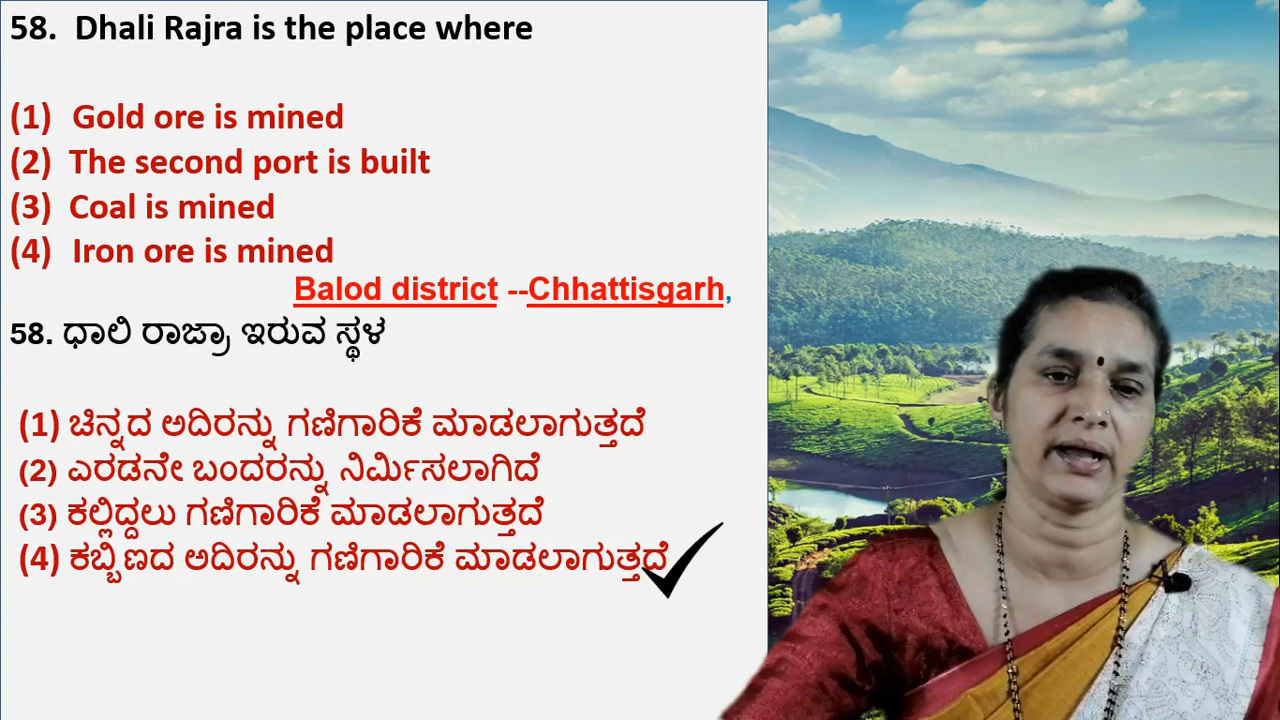 58. Dhali Rajra is the place where
(1) Gold ore is mined
(2) The second port is built
(3) Coal is mined
(4) Iron ore is mined
Balod district --Chhattisgarh,
58. ಧಾಲಿ ರಾಜ್ರಾ ಇರುವ ಸ್ಥಳ
(1) ಚಿನ್ನದ ಅದಿರನ್ನು ಗಣಿಗಾರಿಕೆ ಮಾಡಲಾಗುತ್ತದೆ
(2) ಎರಡನೇ ಬಂದರನ್ನು ನಿರ್ಮಿಸಲಾಗಿದೆ
(3) ಕಲ್ಲಿದ್ದಲು ಗಣಿಗಾರಿಕೆ ಮಾಡಲಾಗುತ್ತದೆ
(4) ಕಬ್ಬಿಣದ ಅದಿರನ್ನು ಗಣಿಗಾರಿಕೆ ಮಾಡಲಾಗುತ್ತದೆ